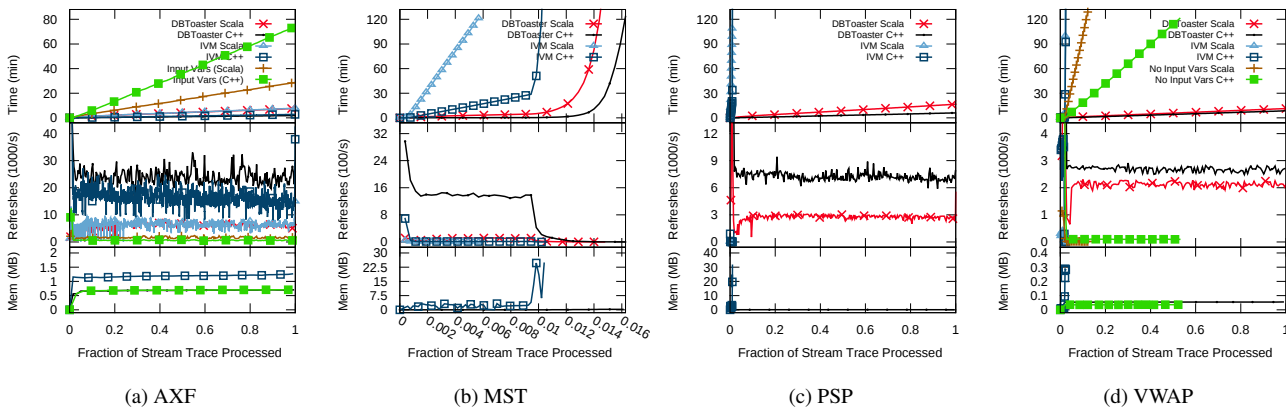 DBToaster Scala
DBToaster C++
IVM Scala
IVM C++
Input Vars (Scala)
Input Vars (C++)
Time (min)
120
90
60
30
0
Refreshes (1000/s)
40
30
20
10
0
Mem (MB)
2
1.5
1
0.5
0
0 0.2 0.4 0.6 0.8 1
Fraction of Stream Trace Processed
(a) AXF
DBToaster Scala
DBToaster C++
IVM Scala
IVM C++
Time (min)
120
90
60
30
0
Refreshes (1000/s)
32
24
16
8
0
Mem (MB)
30
22.5
15
7.5
0
0 0.002 0.004 0.006 0.008 0.01 0.012 0.014 0.016
Fraction of Stream Trace Processed
(b) MST
DBToaster Scala
DBToaster C++
IVM Scala
IVM C++
Time (min)
120
90
60
30
0
Refreshes (1000/s)
12
9
6
3
0
Mem (MB)
40
30
20
10
0
0 0.2 0.4 0.6 0.8 1
Fraction of Stream Trace Processed
(c) PSP
DBToaster Scala
DBToaster C++
IVM Scala
IVM C++
No Input Vars Scala
No Input Vars C++
Time (min)
120
90
60
30
0
Refreshes (1000/s)
4
3
2
1
0
Mem (MB)
0.4
0.3
0.2
0.1
0
0 0.2 0.4 0.6 0.8 1
Fraction of Stream Trace Processed
(d) VWAP